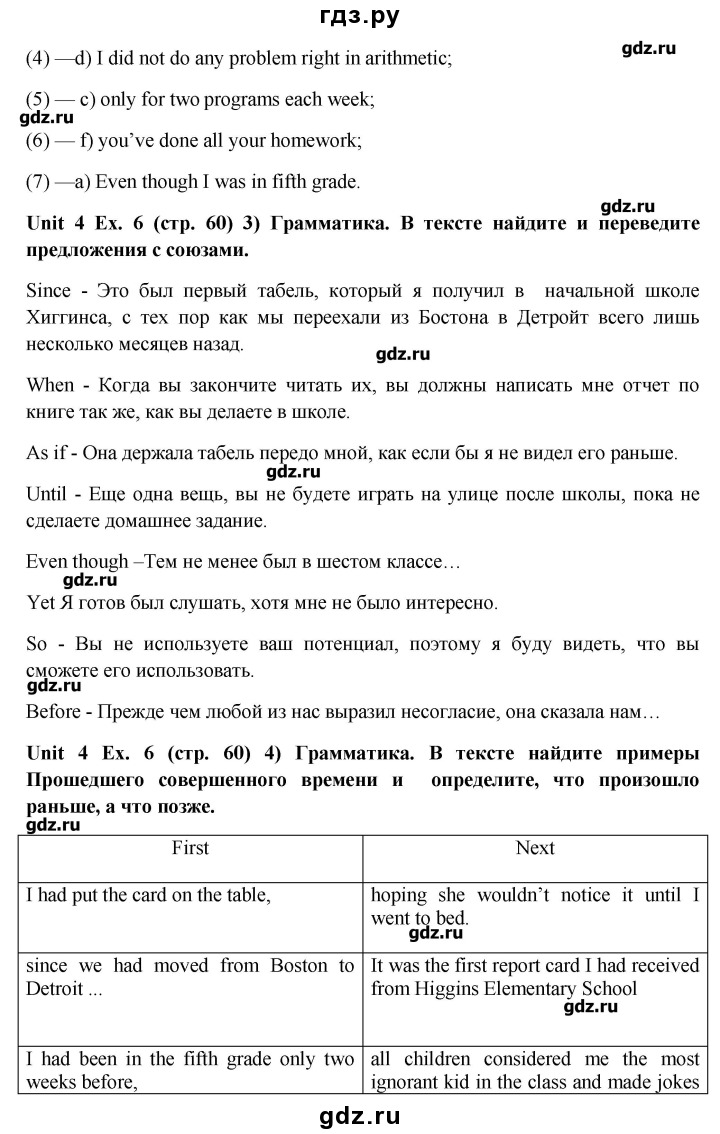 гдз.ру
(4) —d) I did not do any problem right in arithmetic;
gdz.ru
(5) — c) only for two programs each week;
gdz.ru
(6) — f) you’ve done all your homework;
(7) —a) Even though I was in fifth grade.
gdz.ru
Unit 4 Ex. 6 (стр. 60) 3) Грамматика. В тексте найдите и переведите
предложения с союзами.
Since - Это был первый табель, который я получил в начальной школе
Хиггинса, с тех пор как мы переехали из Бостона в Детройт всего лишь
несколько месяцев назад.
gdz.ru
When - Когда вы закончите читать их, вы должны написать мне отчет по
книге так же, как вы делаете в школе.
As if - Она держала табель передо мной, как если бы я не видел его раньше.
gdz.ru
Until - Еще одна вещь, вы не будете играть на улице после школы, пока не
сделаете домашнее задание.
Even though –Тем не менее был в шестом классе…
gdz.ru
Yet Я готов был слушать, хотя мне не было интересно.
So - Вы не используете ваш потенциал, поэтому я буду видеть, что вы
сможете его использовать.
gdz.ru
Before - Прежде чем любой из нас выразил несогласие, она сказала нам…
Unit 4 Ex. 6 (стр. 60) 4) Грамматика. В тексте найдите примеры
Прошедшего совершенного времени и определите, что произошло
раньше, а что позже.
gdz.ru
First
Next
I had put the card on the table,
hoping she wouldn’t notice it until I
went to bed.
gdz.ru
since we had moved from Boston to
Detroit ...
It was the first report card I had received
from Higgins Elementary School
gdz.ru
I had been in the fifth grade only two
weeks before,
all children considered me the most
ignorant kid in the class and made jokes
gdz.ru